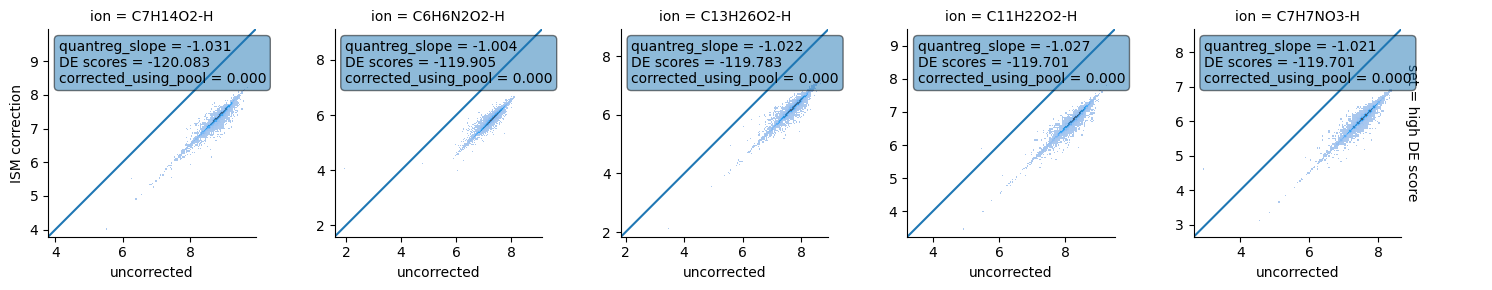 ion = C7H14O2-H
ion = C6H6N2O2-H
ion = C13H26O2-H
ion = C11H22O2-H
ion = C7H7NO3-H
ISM correction
9
8
7
6
5
4
quantreg_slope = -1.031
DE scores = -120.083
corrected_using_pool = 0.000
4 6 8
uncorrected
8
6
4
2
quantreg_slope = -1.004
DE scores = -119.905
corrected_using_pool = 0.000
2 4 6 8
uncorrected
8
6
4
2
quantreg_slope = -1.022
DE scores = -119.783
corrected_using_pool = 0.000
2 4 6 8
uncorrected
9
8
7
6
5
4
quantreg_slope = -1.027
DE scores = -119.701
corrected_using_pool = 0.000
4 6 8
uncorrected
8
7
6
5
4
3
quantreg_slope = -1.021
DE scores = -119.701
corrected_using_pool = 0.000
4 6 8
uncorrected
= high DE score